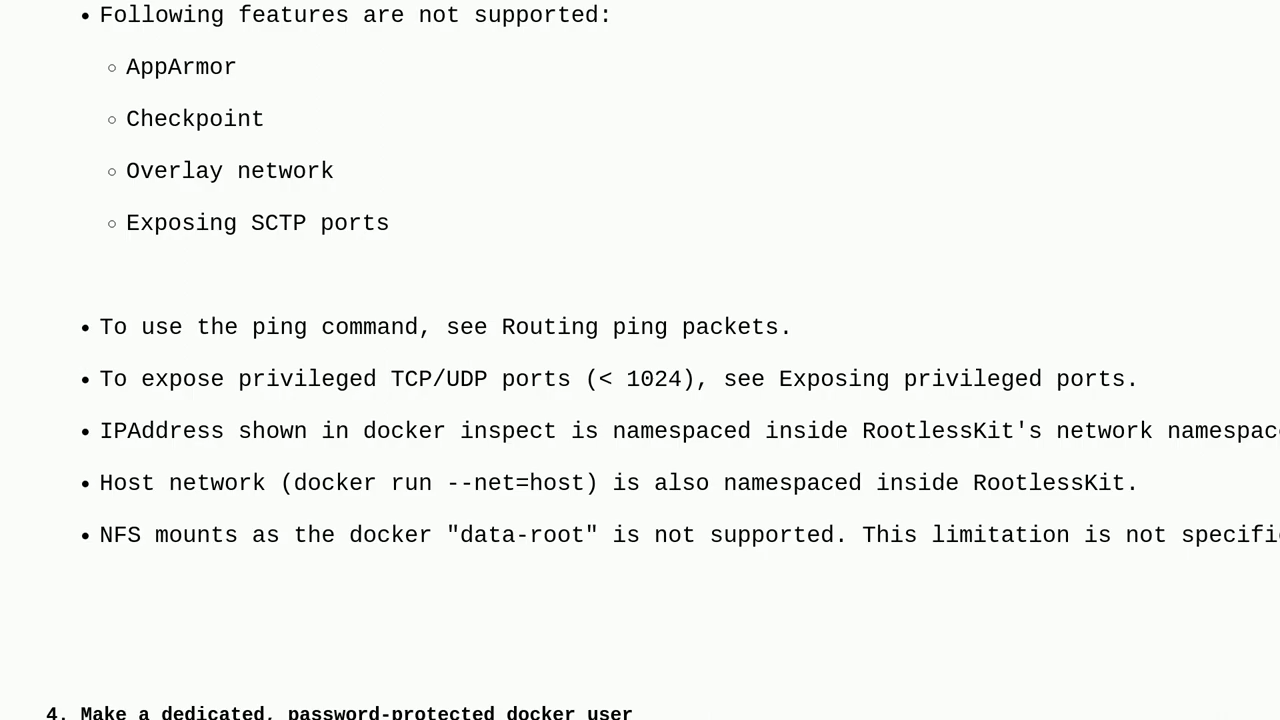 • Following features are not supported:
○ AppArmor
○ Checkpoint
○ Overlay network
○ Exposing SCTP ports
• To use the ping command, see Routing ping packets.
• To expose privileged TCP/UDP ports (< 1024), see Exposing privileged ports.
• IPAddress shown in docker inspect is namespaced inside RootlessKit's network
• Host network (docker run --net=host) is also namespaced inside RootlessKit.
• NFS mounts as the docker "data-root" is not supported. This limitation is not
4. Make a dedicated, password-protected docker user